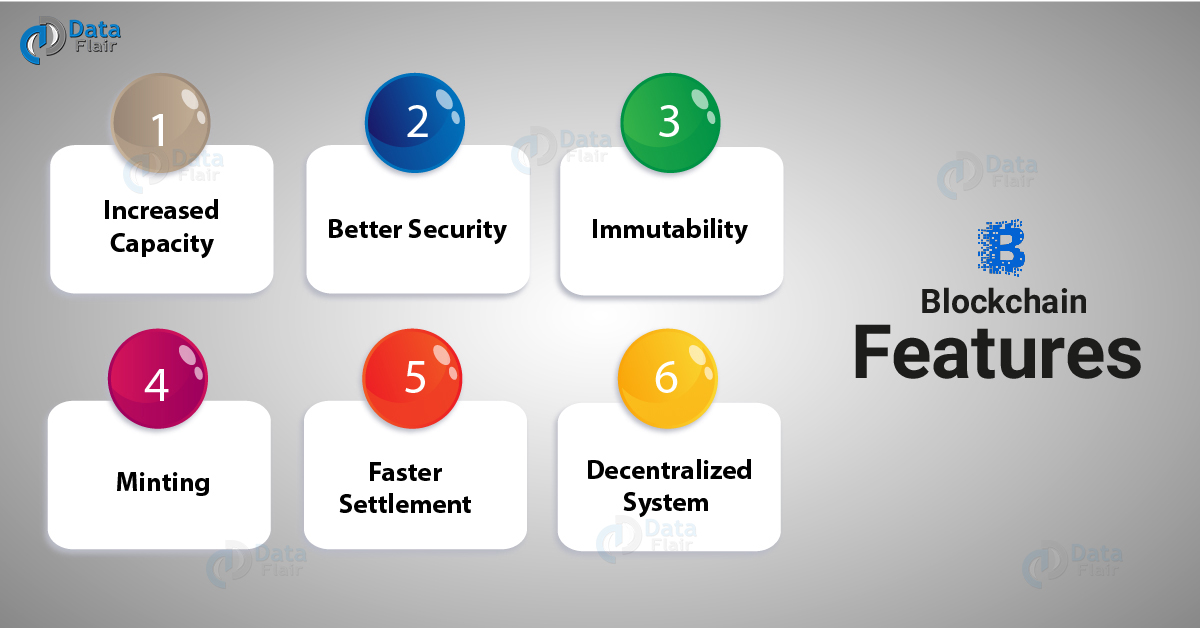 Data
Flair
1
Increased
Capacity
2
Better Security
3
Immutability
4
Minting
5
Faster
Settlement
6
Decentralized
System
B
Blockchain
Features
Data
Flair
Data
Flair
Data
Flair
Data
Flair
Data
Flair
Data
Flair